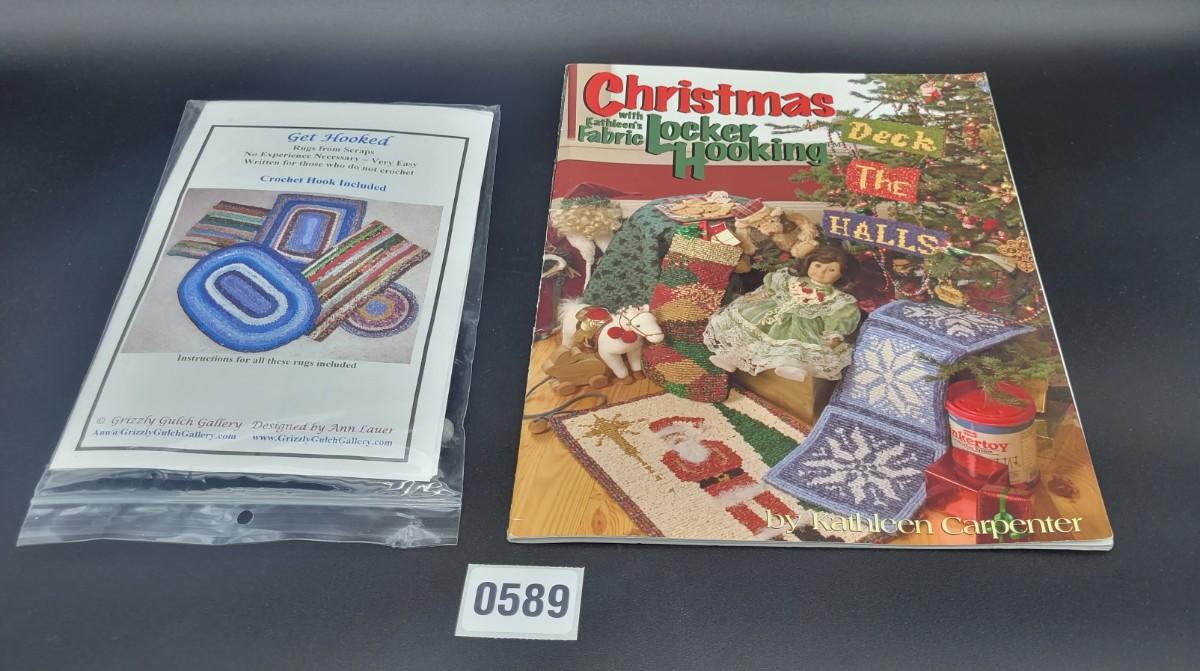 Get Hooked
Rugs from Scraps
No Experience Necessary ~ Very Easy
Written for those who do not crochet
Crochet Hook Included
Instructions for all these rugs included
© Grizzly Gulch Gallery Designed by Ann Lauer
Ann@GrizzlyGulchGallery.com www.GrizzlyGulchGallery.com
Christmas
with
Kathleen's
Fabric Locker
Hooking
Deck
The
HALLS
nkertoy
by Kathleen Carpenter
0589